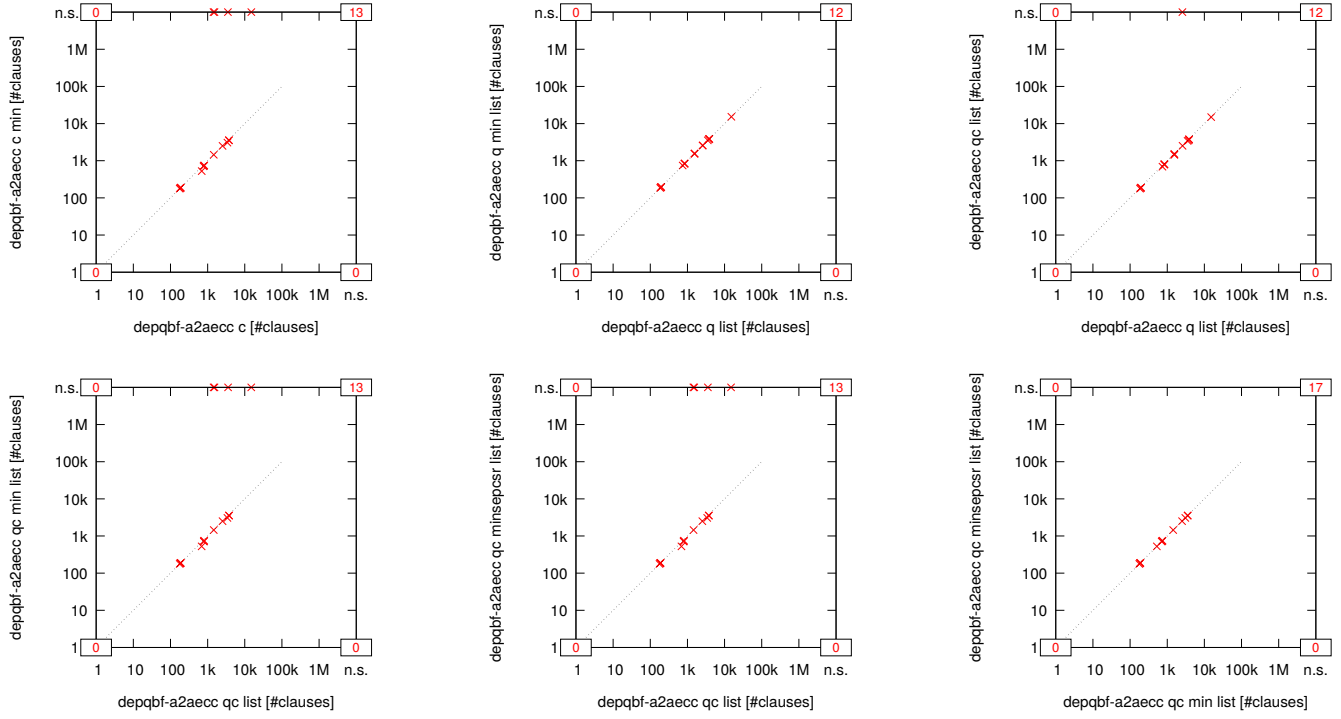 n.s. 0 13
1M
100k
10k
1k
100
10
1 0 0
1 10 100 1k 10k 100k 1M n.s.
depqbf-a2aecc c min [#clauses]
depqbf-a2aecc c [#clauses]
n.s. 0 12
1M
100k
10k
1k
100
10
1 0 0
1 10 100 1k 10k 100k 1M n.s.
depqbf-a2aecc q min list [#clauses]
depqbf-a2aecc q list [#clauses]
n.s. 0 12
1M
100k
10k
1k
100
10
1 0 0
1 10 100 1k 10k 100k 1M n.s.
depqbf-a2aecc qc list [#clauses]
depqbf-a2aecc q list [#clauses]
n.s. 0 13
1M
100k
10k
1k
100
10
1 0 0
1 10 100 1k 10k 100k 1M n.s.
depqbf-a2aecc qc min list [#clauses]
depqbf-a2aecc qc list [#clauses]
n.s. 0 13
1M
100k
10k
1k
100
10
1 0 0
1 10 100 1k 10k 100k 1M n.s.
depqbf-a2aecc qc minsepcsr list [#clauses]
depqbf-a2aecc qc list [#clauses]
n.s. 0 17
1M
100k
10k
1k
100
10
1 0 0
1 10 100 1k 10k 100k 1M n.s.
depqbf-a2aecc qc minsepcsr list [#clauses]
depqbf-a2aecc qc min list [#clauses]